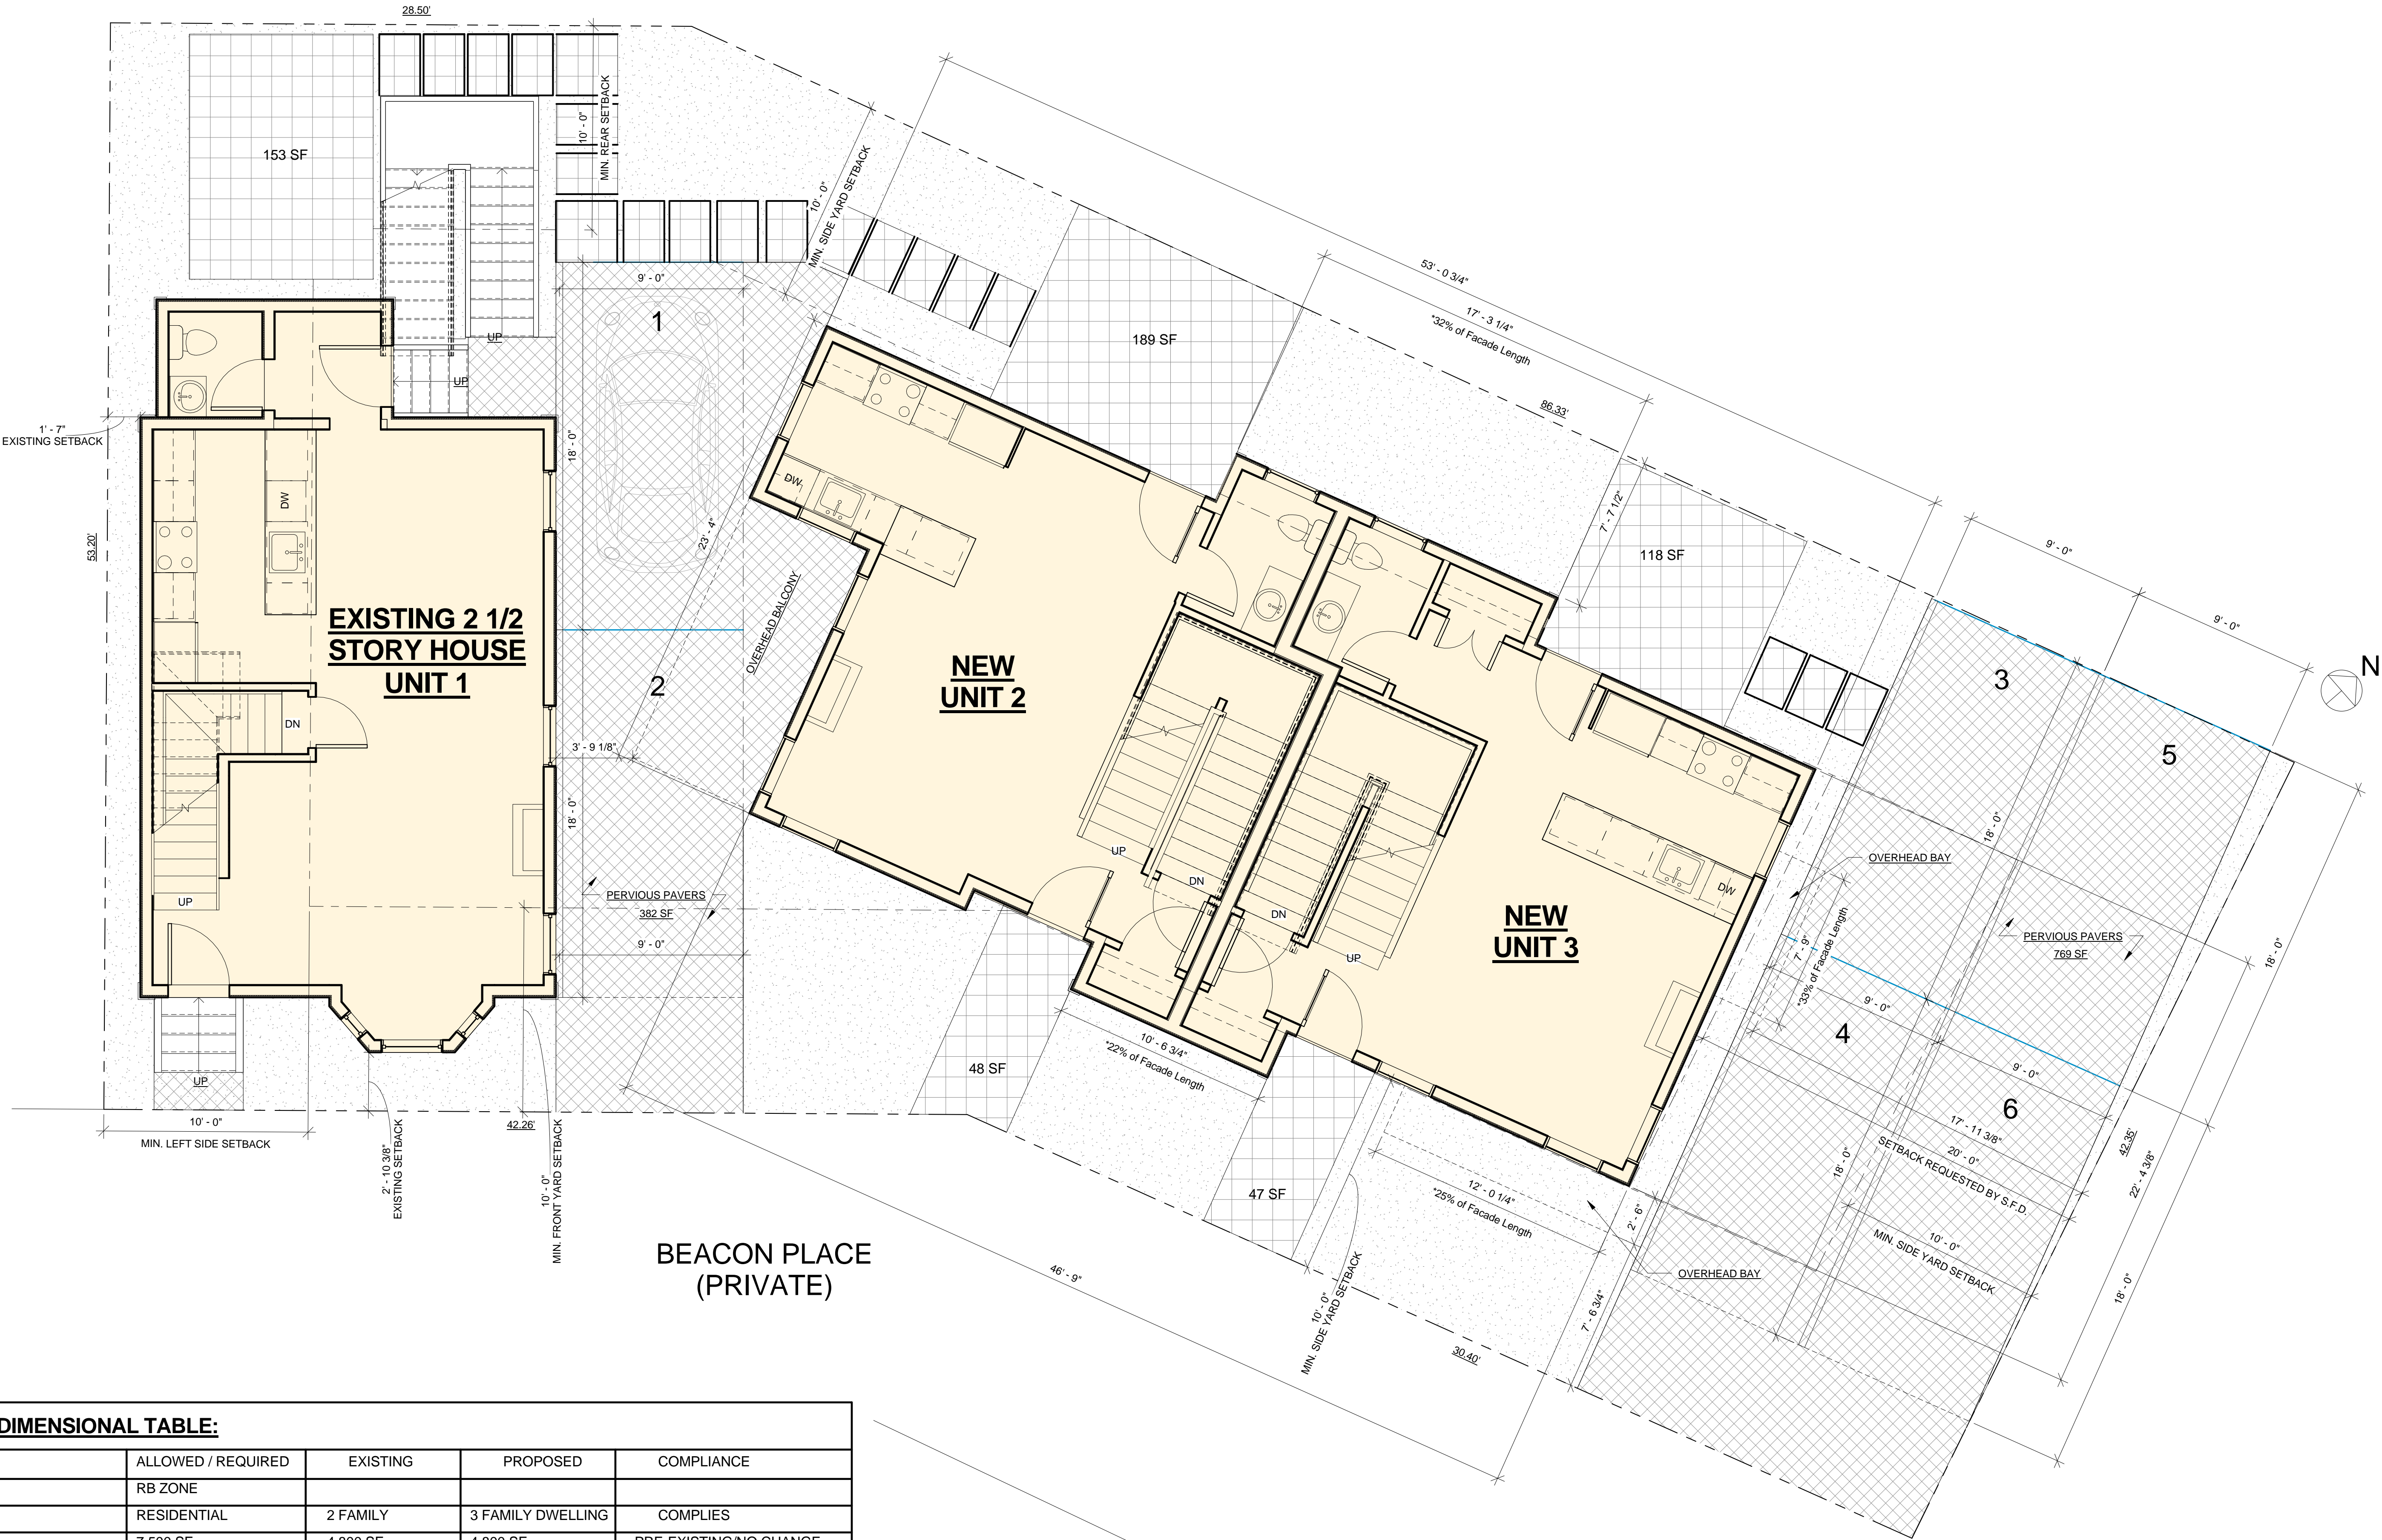 28.50'
153 SF
10' - 0"
MIN. REAR SETBACK
10' - 0"
MIN. SIDE YARD SETBACK
53' - 0 3/4"
17' - 3 1/4"
*32% of Facade Length
86.33'
9' - 0"
1
UP
UP
189 SF
1' - 7"
EXISTING SETBACK
53.20'
18' - 0"
DW
DW
23' - 4"
OVERHEAD BALCONY
7' - 7 1/2"
118 SF
9' - 0"
9' - 0"
N
EXISTING 2 1/2
STORY HOUSE
UNIT 1
2
NEW
UNIT 2
3
5
DN
3' - 9 1/8"
18' - 0"
UP
UP
DN
DN
UP
NEW
UNIT 3
DW
18' - 0"
OVERHEAD BAY
PERVIOUS PAVERS
382 SF
9' - 0"
PERVIOUS PAVERS
769 SF
18' - 0"
7' - 9"
*33% of Facade Length
9' - 0"
4
9' - 0"
6
17' - 11 3/8"
20' - 0"
SETBACK REQUESTED BY S.F.D.
42.35'
22' - 4 3/8"
18' - 0"
10' - 0"
MIN. SIDE YARD SETBACK
18' - 0"
UP
10' - 0"
MIN. LEFT SIDE SETBACK
2' - 10 3/8"
EXISTING SETBACK
42.26'
10' - 0"
MIN. FRONT YARD SETBACK
48 SF
10' - 6 3/4"
*22% of Facade Length
47 SF
12' - 0 1/4"
*25% of Facade Length
2' - 6"
OVERHEAD BAY
7' - 6 3/4"
10' - 0"
MIN. SIDE YARD SETBACK
30.40'
46' - 9"
BEACON PLACE
(PRIVATE)
DIMENSIONAL TABLE:
ALLOWED / REQUIRED EXISTING PROPOSED COMPLIANCE
RB ZONE
RESIDENTIAL 2 FAMILY 3 FAMILY DWELLING COMPLIES